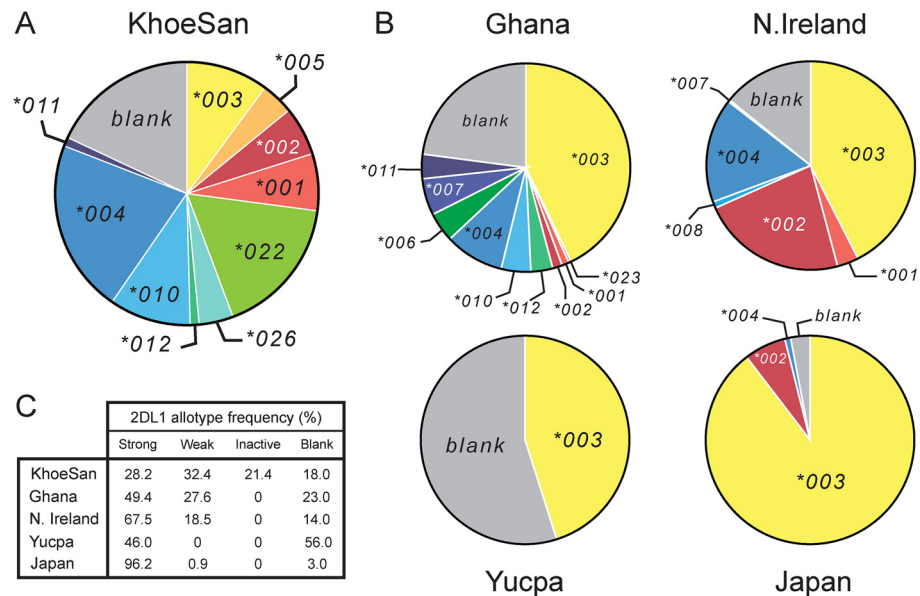 A
KhoeSan
*005
*003
*002
*001
*022
*026
*012
*010
*004
*011
blank
B
Ghana
*003
*023
*001
*002
*012
*010
*004
*006
*007
*011
blank
N.Ireland
*003
*001
*002
*008
*004
*007
blank
blank
*003
Yucpa
*004
blank
*002
*003
Japan
C
2DL1 allotype frequency (%)
Strong Weak Inactive Blank
KhoeSan 28.2 32.4 21.4 18.0
Ghana 49.4 27.6 0 23.0
N. Ireland 67.5 18.5 0 14.0
Yucpa 46.0 0 0 56.0
Japan 96.2 0.9 0 3.0